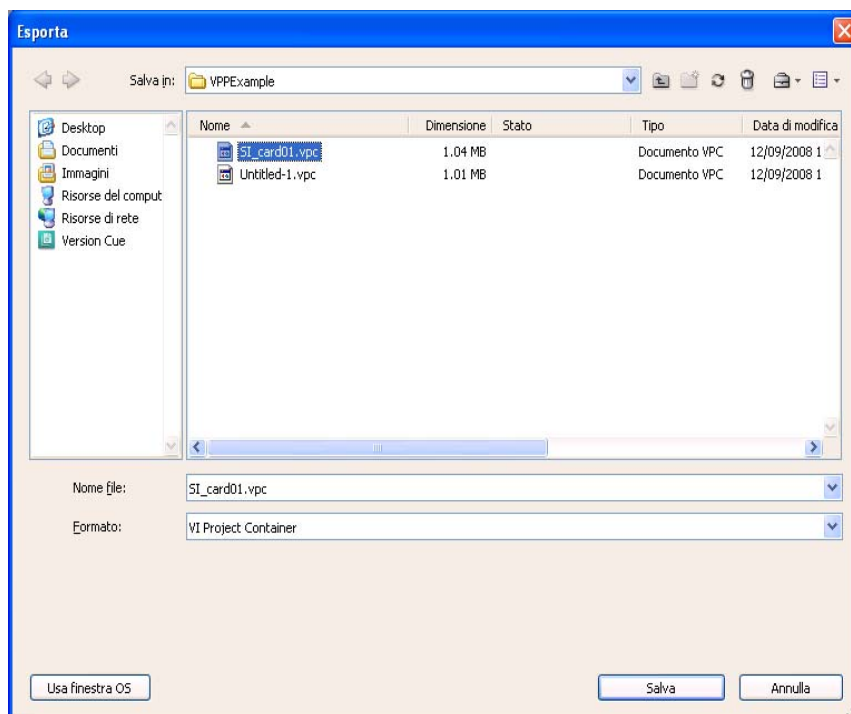 Esporta
Salva in:
VPPExample
Desktop
Documenti
Immagini
Risorse del comput
Risorse di rete
Version Cue
Nome Dimensione Stato Tipo Data di modifica
SI_card01.vpc 1.04 MB Documento VPC 12/09/2008 1
Untitled-1.vpc 1.01 MB Documento VPC 12/09/2008 1
Nome file: SI_card01.vpc
Formato: VI Project Container
Usa finestra OS
Salva
Annulla